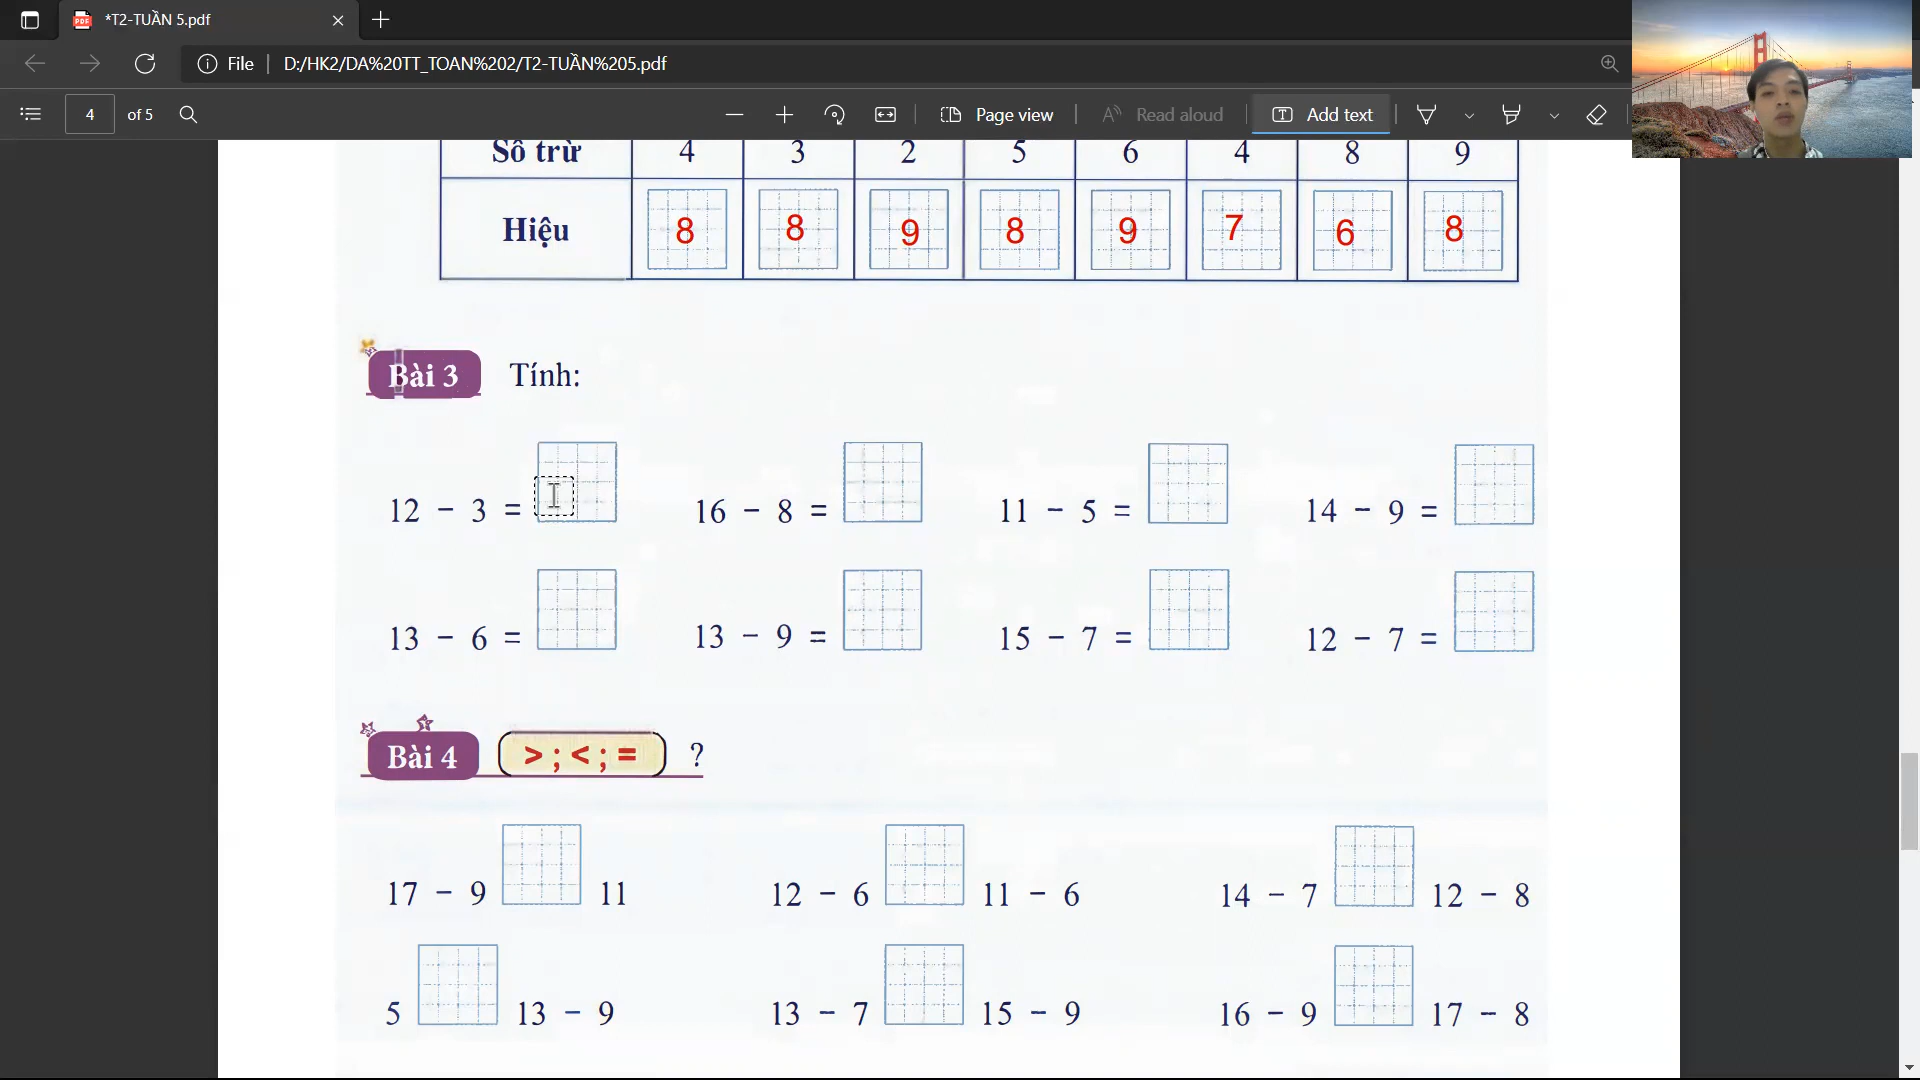 *T2-TUẦN 5.pdf
File D:/HK2/DA%20TT_TOAN%202/T2-TUẦN%205.pdf
4 of 5 Page view Read aloud Add text
Số trừ 4 3 2 5 6 4 8 9
Hiệu 8 8 9 8 9 7 6 8
Bài 3 Tính:
12 - 3 = 16 - 8 = 11 - 5 = 14 - 9 =
13 - 6 = 13 - 9 = 15 - 7 = 12 - 7 =
Bài 4 > ; < ; = ?
17 - 9 11 12 - 6 11 - 6 14 - 7 12 - 8
5 13 - 9 13 - 7 15 - 9 16 - 9 17 - 8